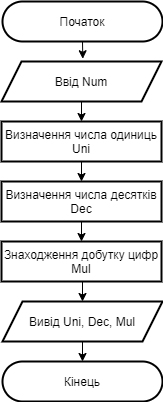 Початок
Ввід Num
Визначення числа одиниць
Uni
Визначення числа десятків
Dec
Знаходження добутку цифр
Mul
Вивід Uni, Dec, Mul
Кінець